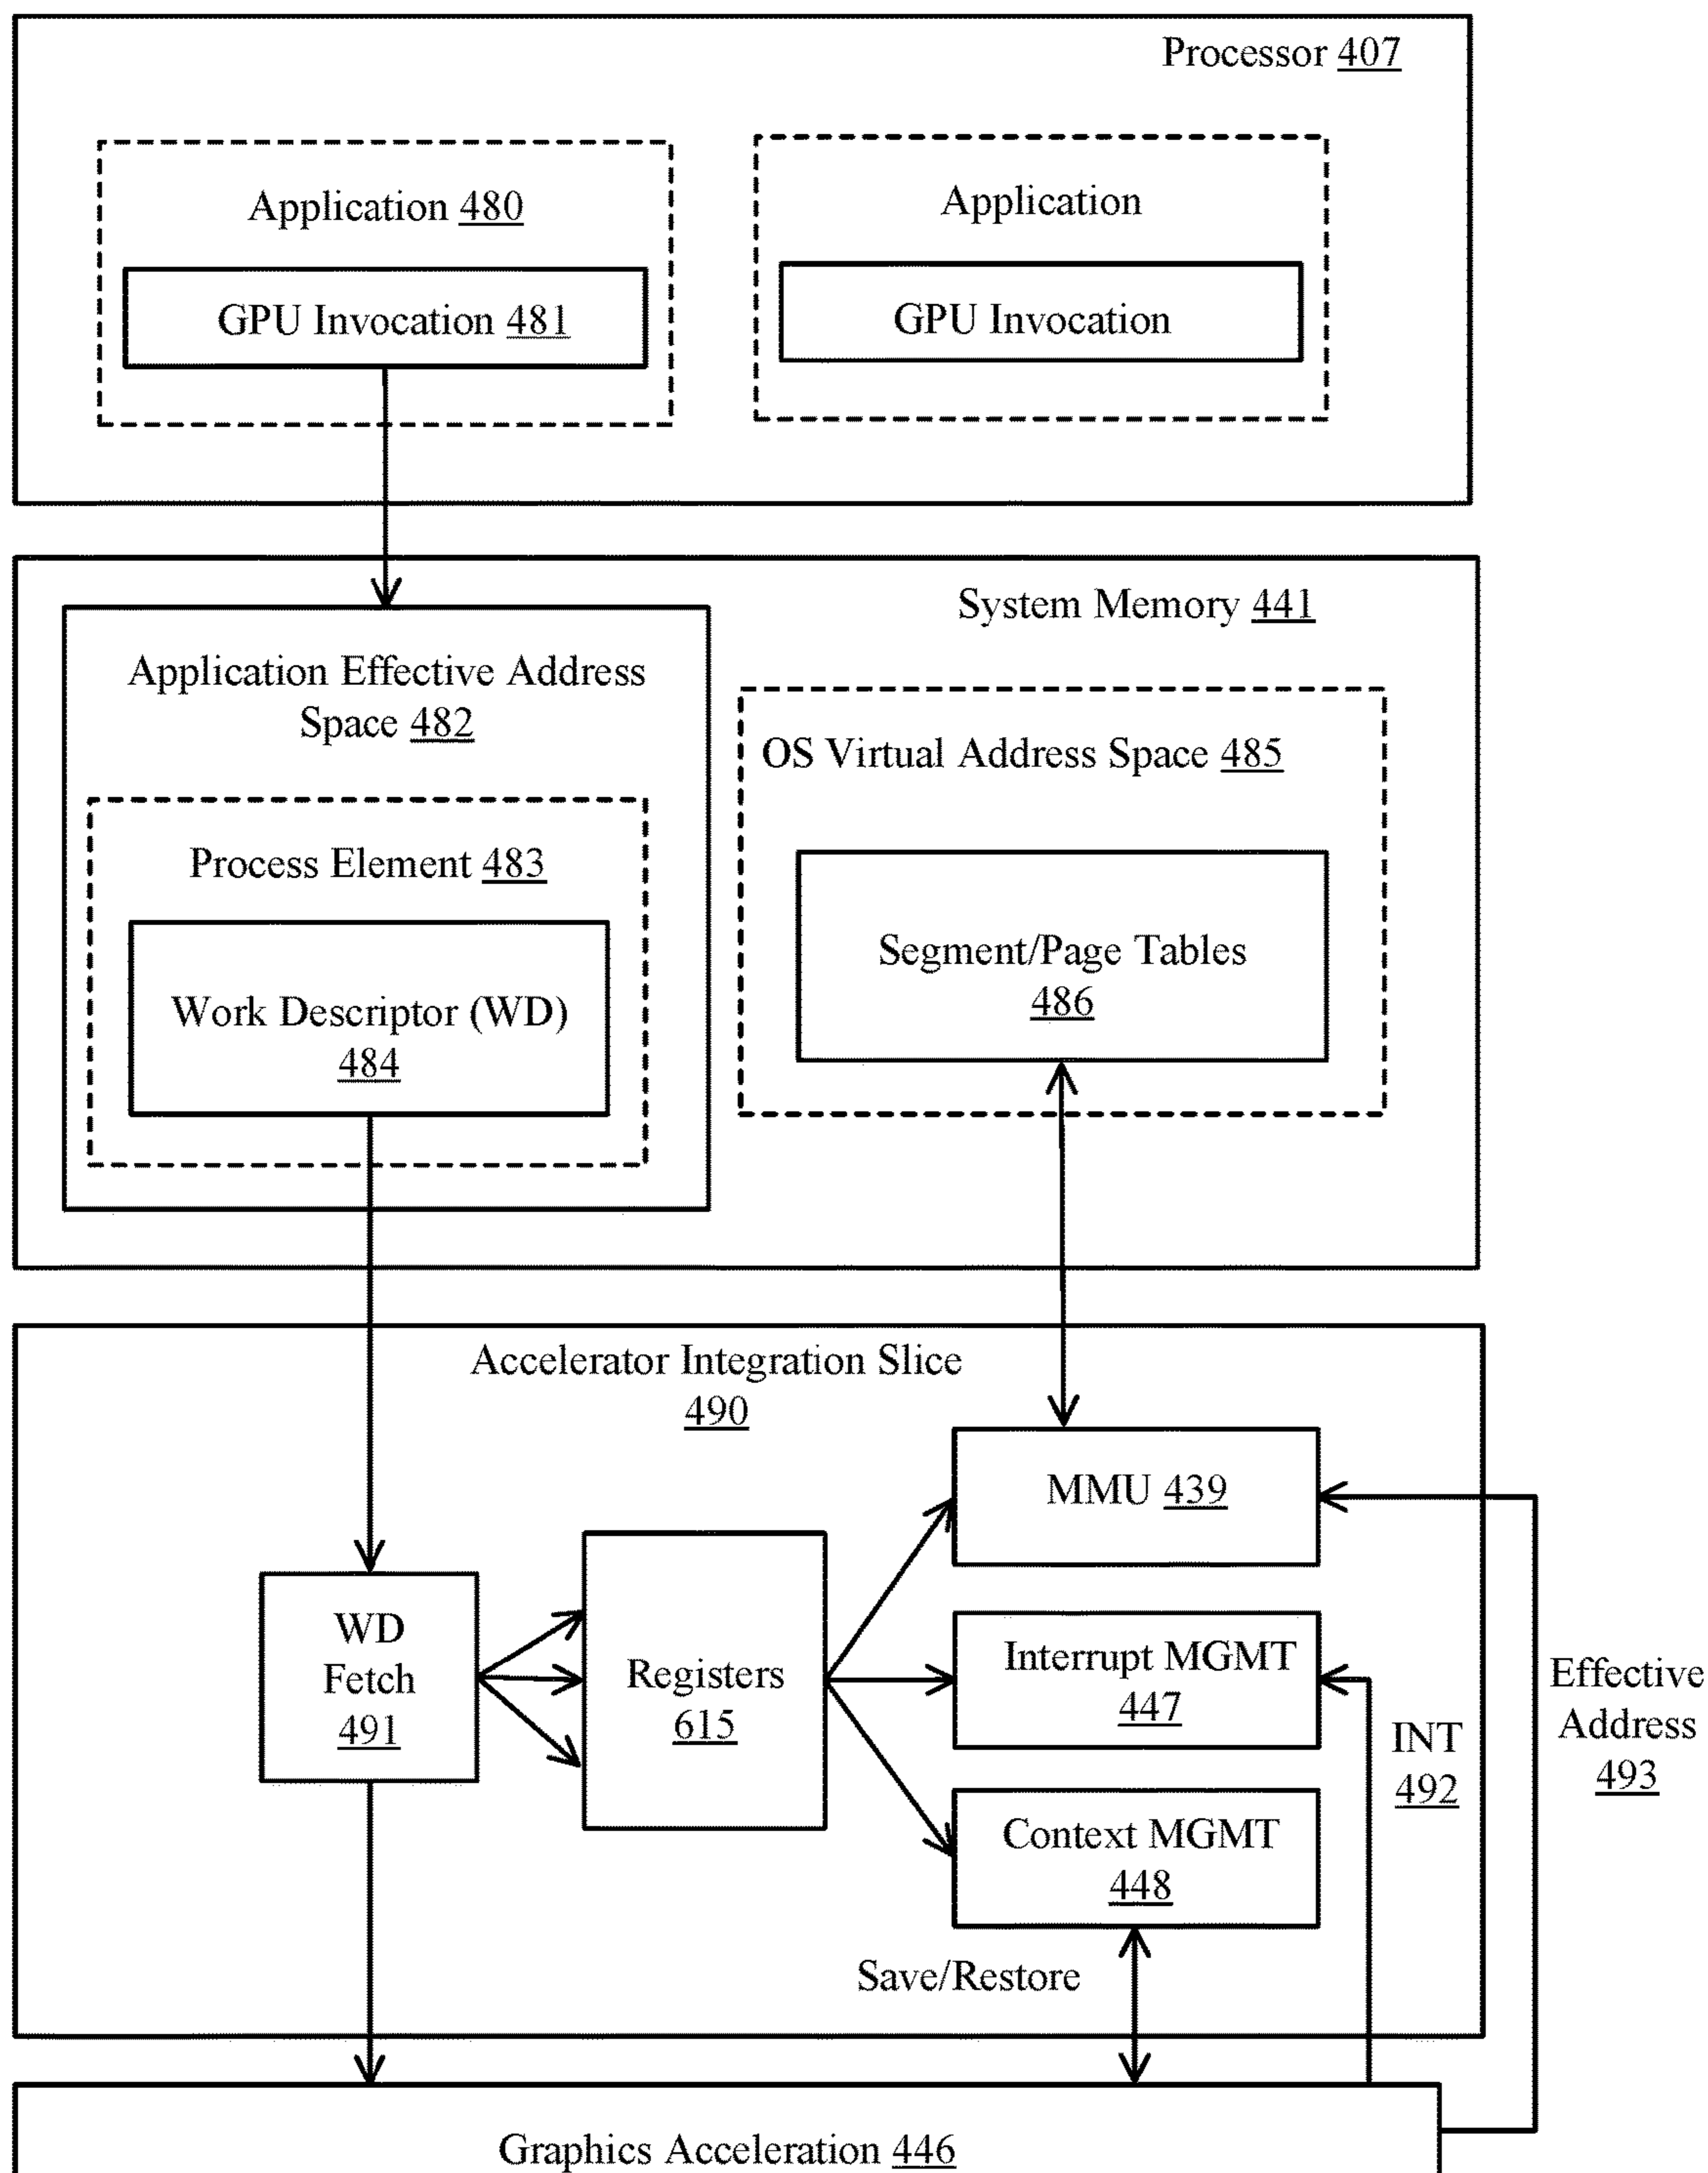 Processor 407
Application 480
Application
GPU Invocation 481
GPU Invocation
System Memory 441
Application Effective Address
Space 482
OS Virtual Address Space 485
Process Element 483
Segment/Page Tables
486
Work Descriptor (WD)
484
Accelerator Integration Slice
490
MMU 439
WD
Fetch
491
Registers
615
Interrupt MGMT
447
Effective
Address
493
INT
492
Context MGMT
448
Save/Restore
Graphics Acceleration 446